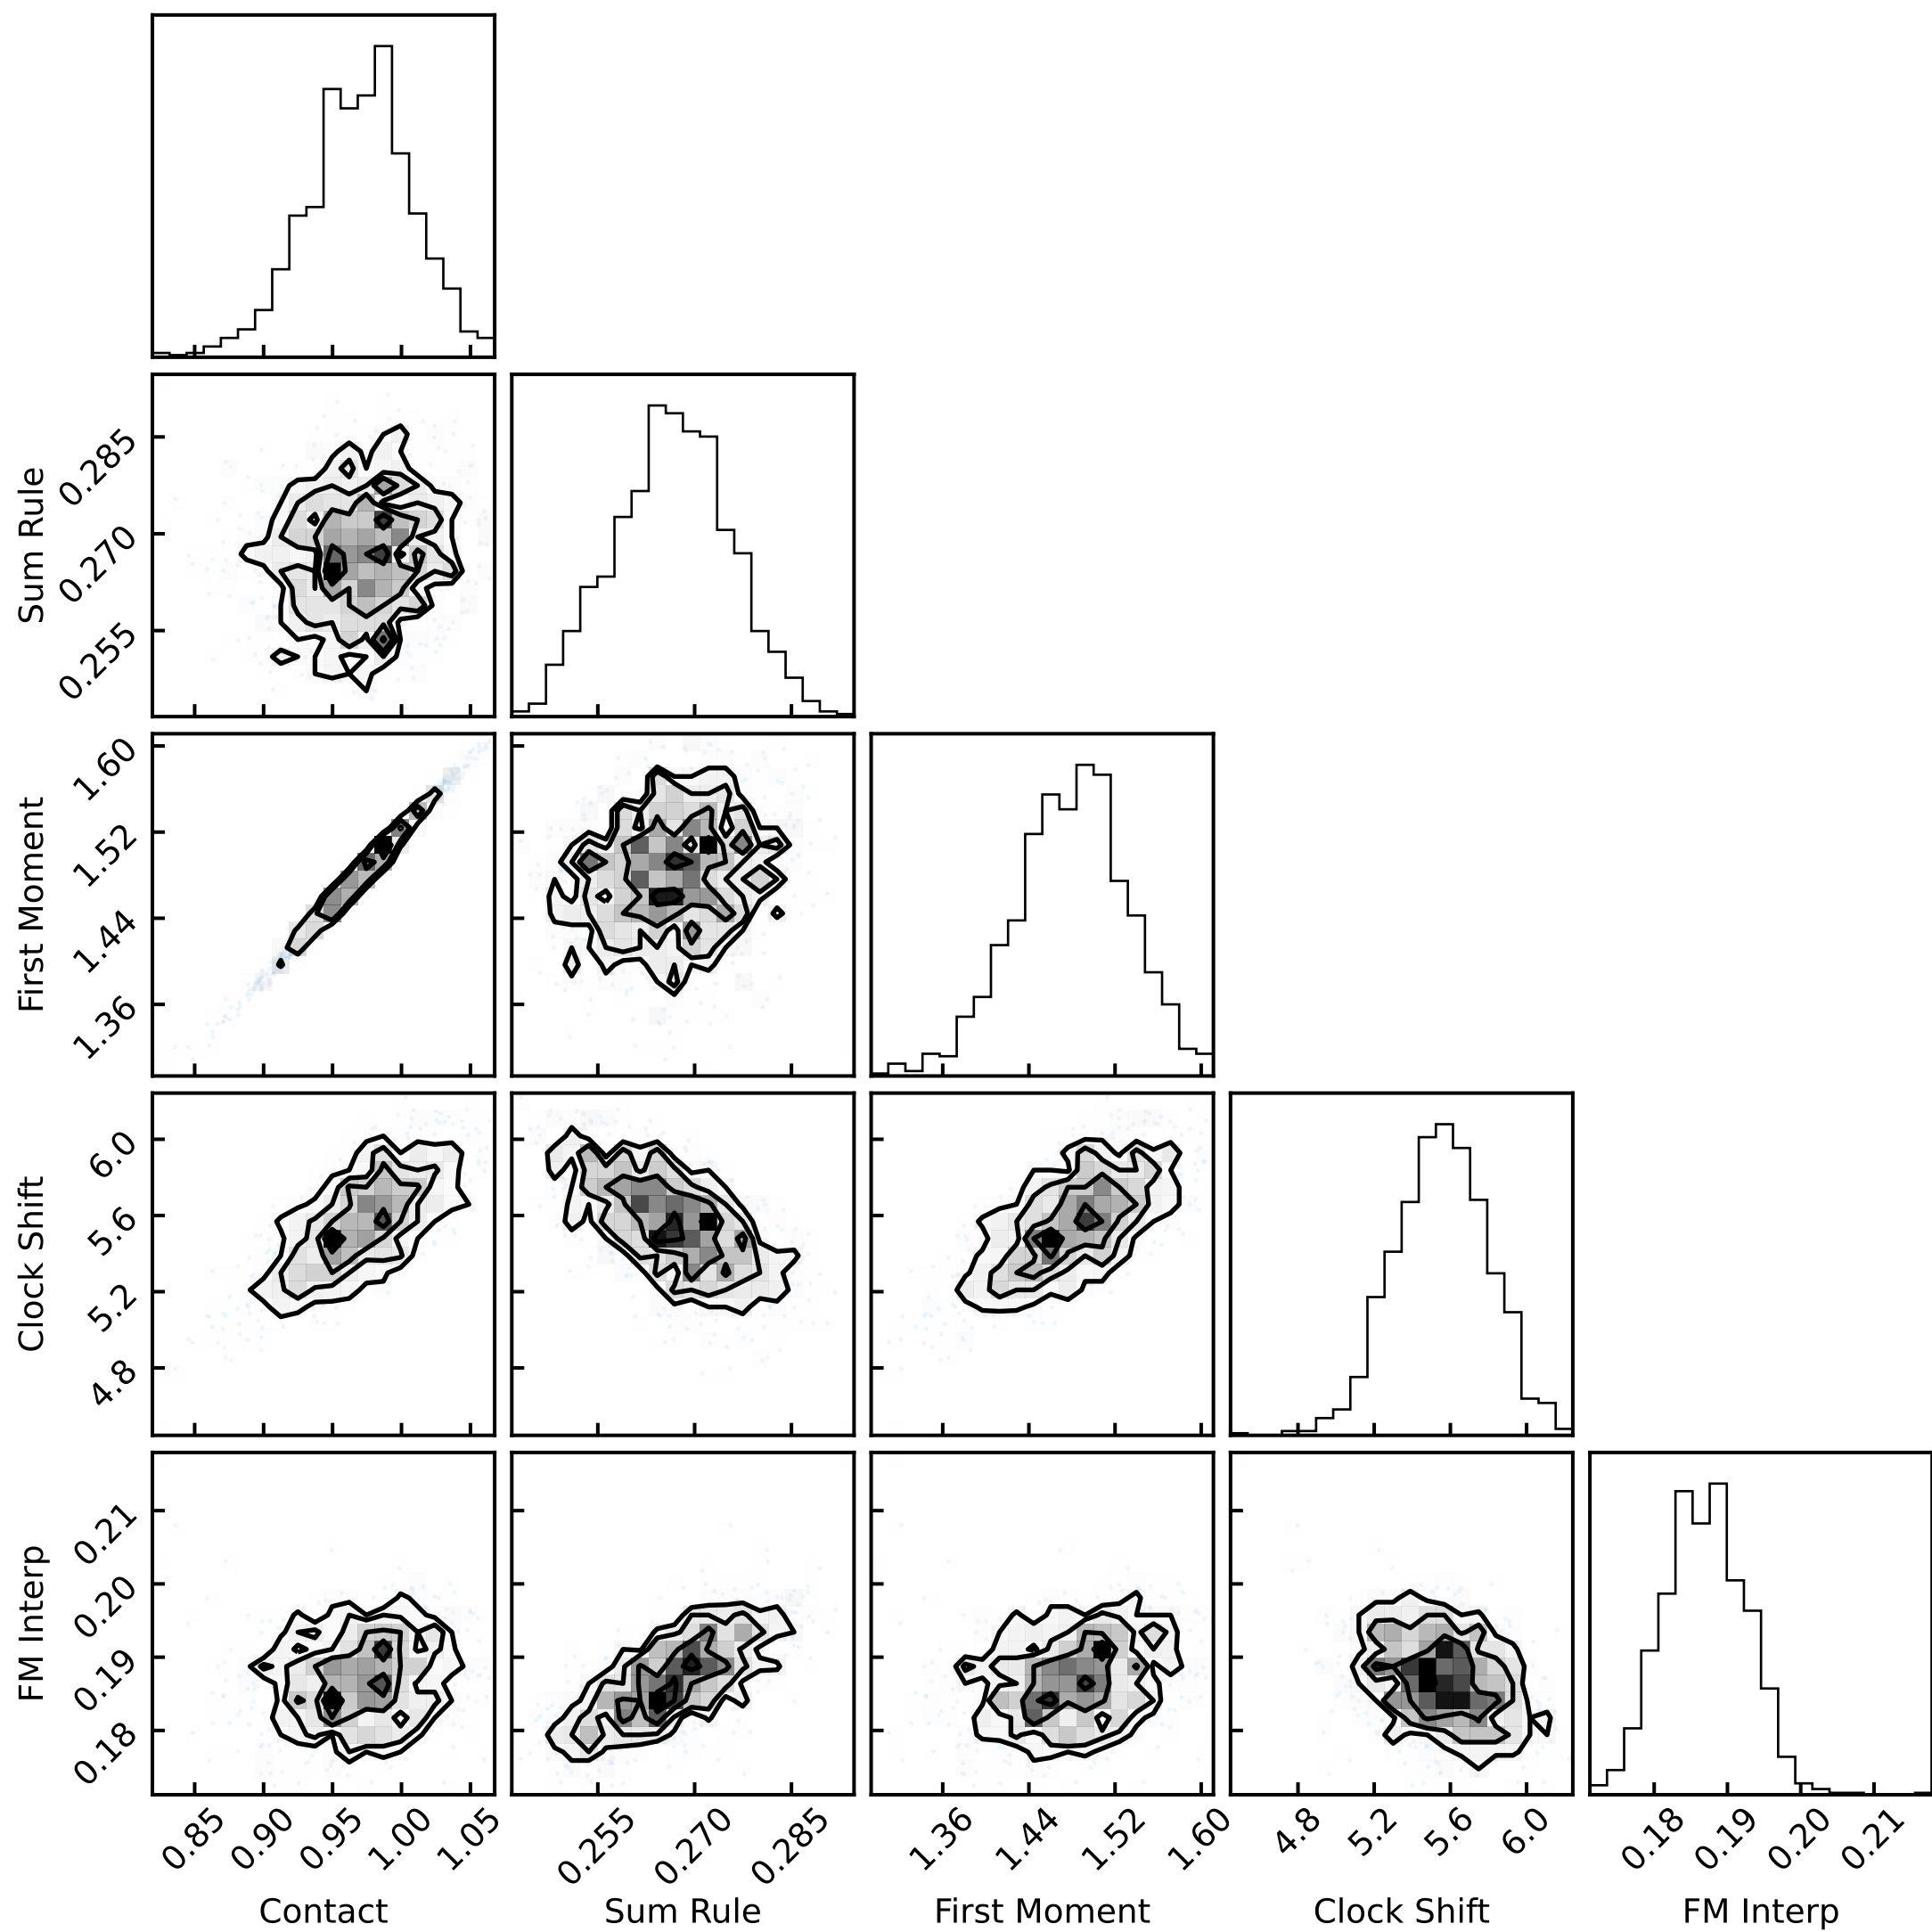 Sum Rule
0.285
0.270
0.255
First Moment
1.60
1.52
1.44
1.36
Clock Shift
6.0
5.6
5.2
4.8
FM Interp
0.21
0.20
0.19
0.18
0.85 0.90 0.95 1.00 1.05 0.255 0.270 0.285 1.36 1.44 1.52 1.60 4.8 5.2 5.6 6.0 0.18 0.19 0.20 0.21
Contact Sum Rule First Moment Clock Shift FM Interp